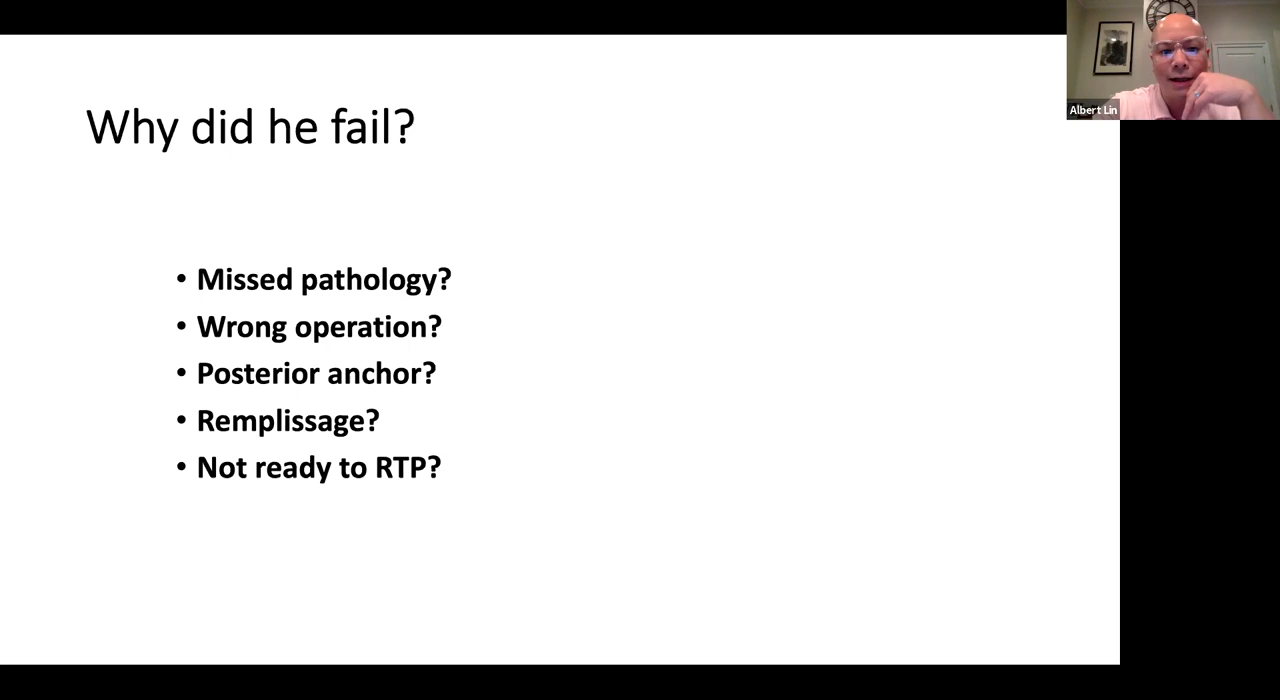 Why did he fail?
• Missed pathology?
• Wrong operation?
• Posterior anchor?
• Remplissage?
• Not ready to RTP?
Albert Lin